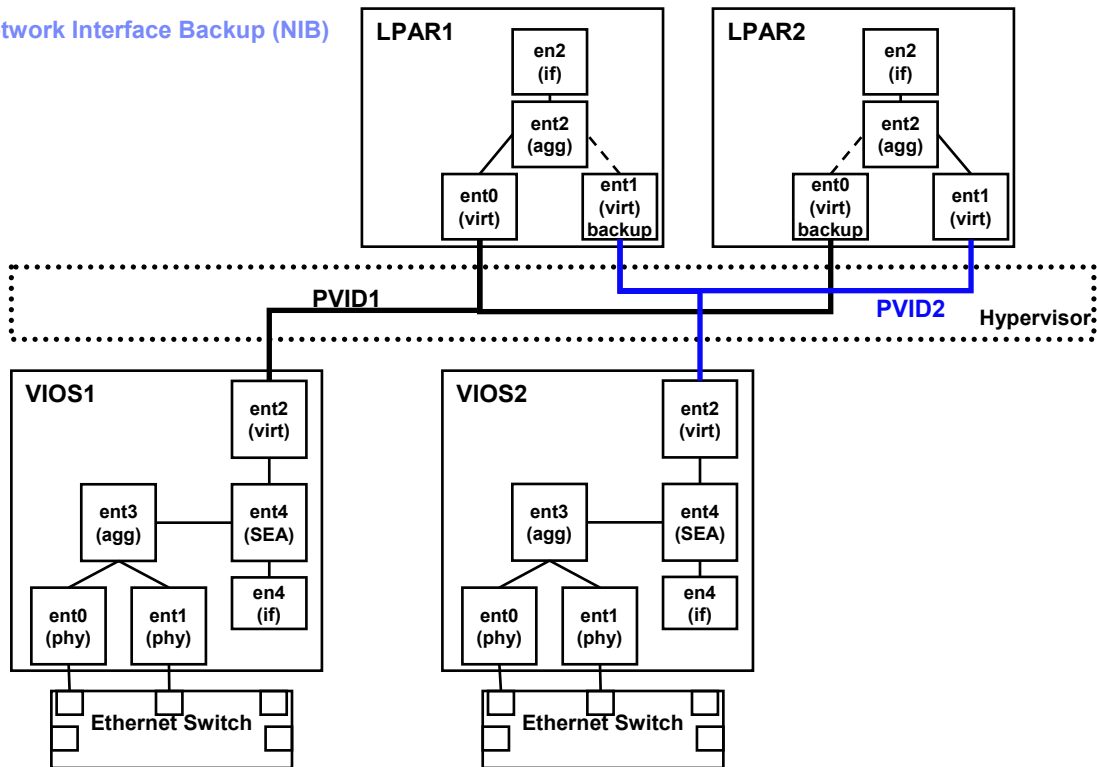 twork Interface Backup (NIB)
LPAR1
en2
(if)
ent2
(agg)
ent0
(virt)
ent1
(virt)
backup
LPAR2
en2
(if)
ent2
(agg)
ent0
(virt)
backup
ent1
(virt)
PVID1
PVID2
Hypervisor
VIOS1
ent2
(virt)
ent3
(agg)
ent4
(SEA)
ent0
(phy)
ent1
(phy)
en4
(if)
Ethernet Switch
VIOS2
ent2
(virt)
ent3
(agg)
ent4
(SEA)
ent0
(phy)
ent1
(phy)
en4
(if)
Ethernet Switch